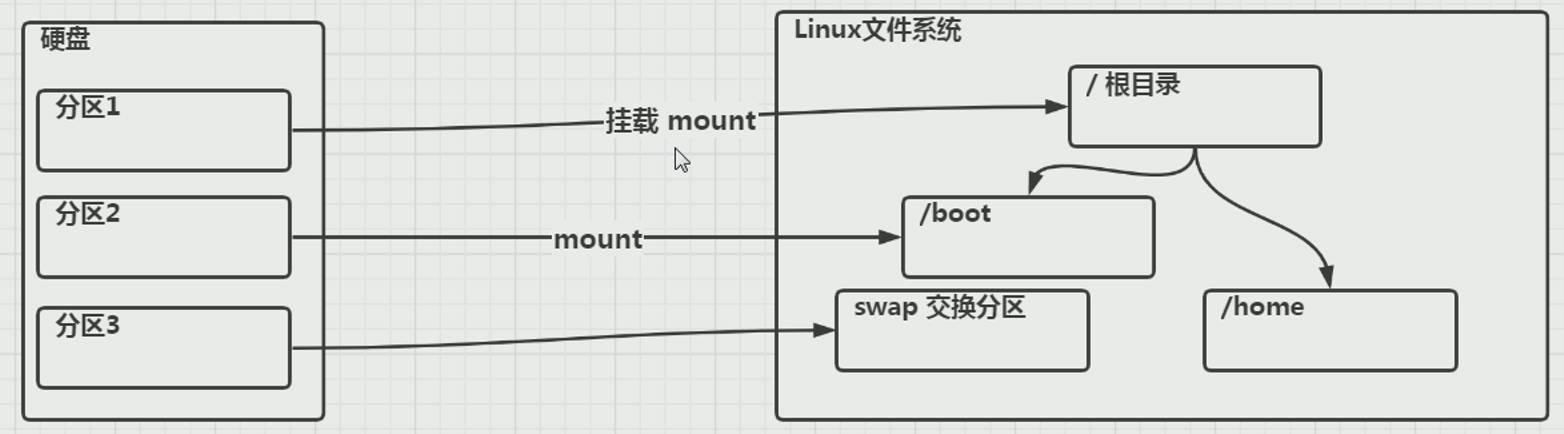 硬盘
分区1
分区2
分区3
挂载 mount
mount
Linux文件系统
/ 根目录
/boot
swap 交换分区
/home